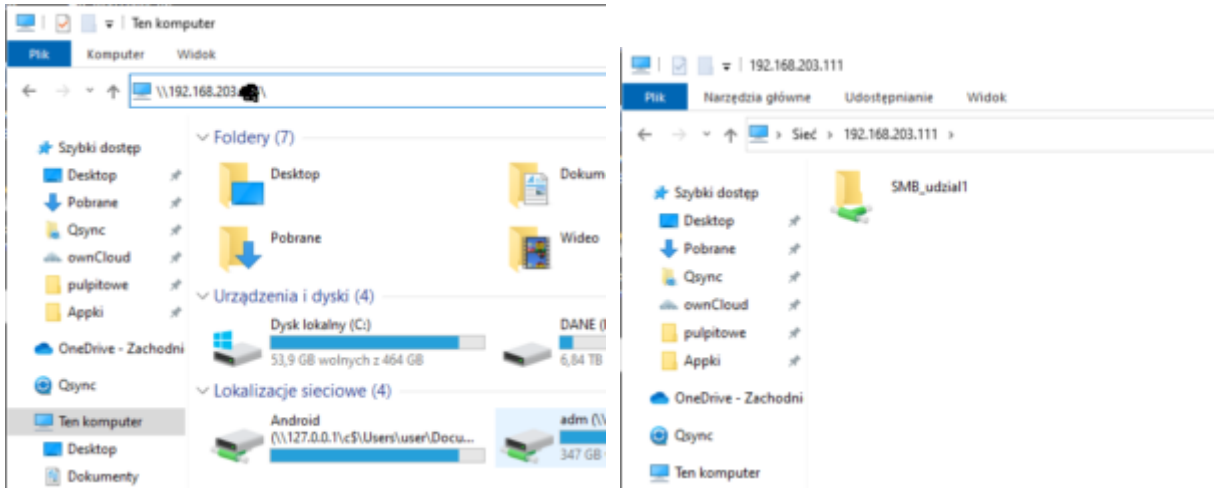 Ten komputer
Plik Komputer Widok
\\192.168.203.
Szybki dostęp
Desktop
Pobrane
Qsync
ownCloud
pulpitowe
Appki
OneDrive - Zachodni
Qsync
Ten komputer
Desktop
Dokumenty
Foldery (7)
Desktop
Dokum
Pobrane
Wideo
Urządzenia i dyski (4)
Dysk lokalny (C:)
53,9 GB wolnych z 464 GB
DANE (
6,84 TB
Lokalizacje sieciowe (4)
Android
(\\127.0.0.1\c$\Users\user\Docu...
adm (\\
347 GB
192.168.203.111
Plik Narzędzia główne Udostępnianie Widok
Sieć > 192.168.203.111 >
Szybki dostęp
Desktop
Pobrane
Qsync
ownCloud
pulpitowe
Appki
OneDrive - Zachodni
Qsync
Ten komputer
SMB_udzial1